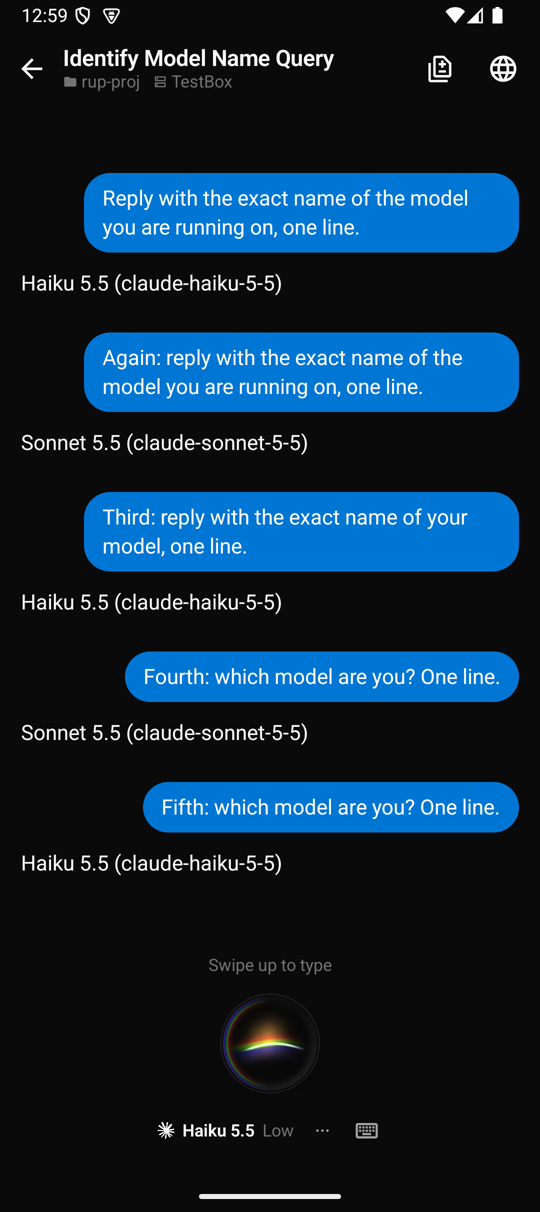 12:59
Identify Model Name Query
rup-proj TestBox
Reply with the exact name of the model
you are running on, one line.
Haiku 5.5 (claude-haiku-5-5)
Again: reply with the exact name of the
model you are running on, one line.
Sonnet 5.5 (claude-sonnet-5-5)
Third: reply with the exact name of your
model, one line.
Haiku 5.5 (claude-haiku-5-5)
Fourth: which model are you? One line.
Sonnet 5.5 (claude-sonnet-5-5)
Fifth: which model are you? One line.
Haiku 5.5 (claude-haiku-5-5)
Swipe up to type
Haiku 5.5 Low ...